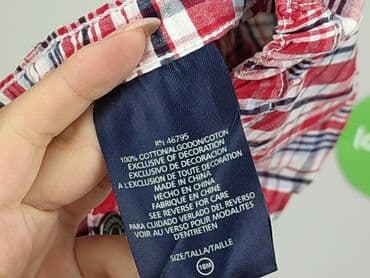 RN 46795
100% COTTON/ALGODON/COTON
EXCLUSIVE OF DECORATION
EXCLUSIVO DE DECORACION
A L'EXCLUSION DE TOUTE DECORATION
MADE IN CHINA
HECHO EN CHINA
FABRIQUE EN CHINE
SEE REVERSE FOR CARE
PARA CUIDADO VERLADO DEL REVERSO
VOIR AU VERSO POUR MODALITES
D'ENTRETIEN
SIZE/TALLA/TAILLE
18M